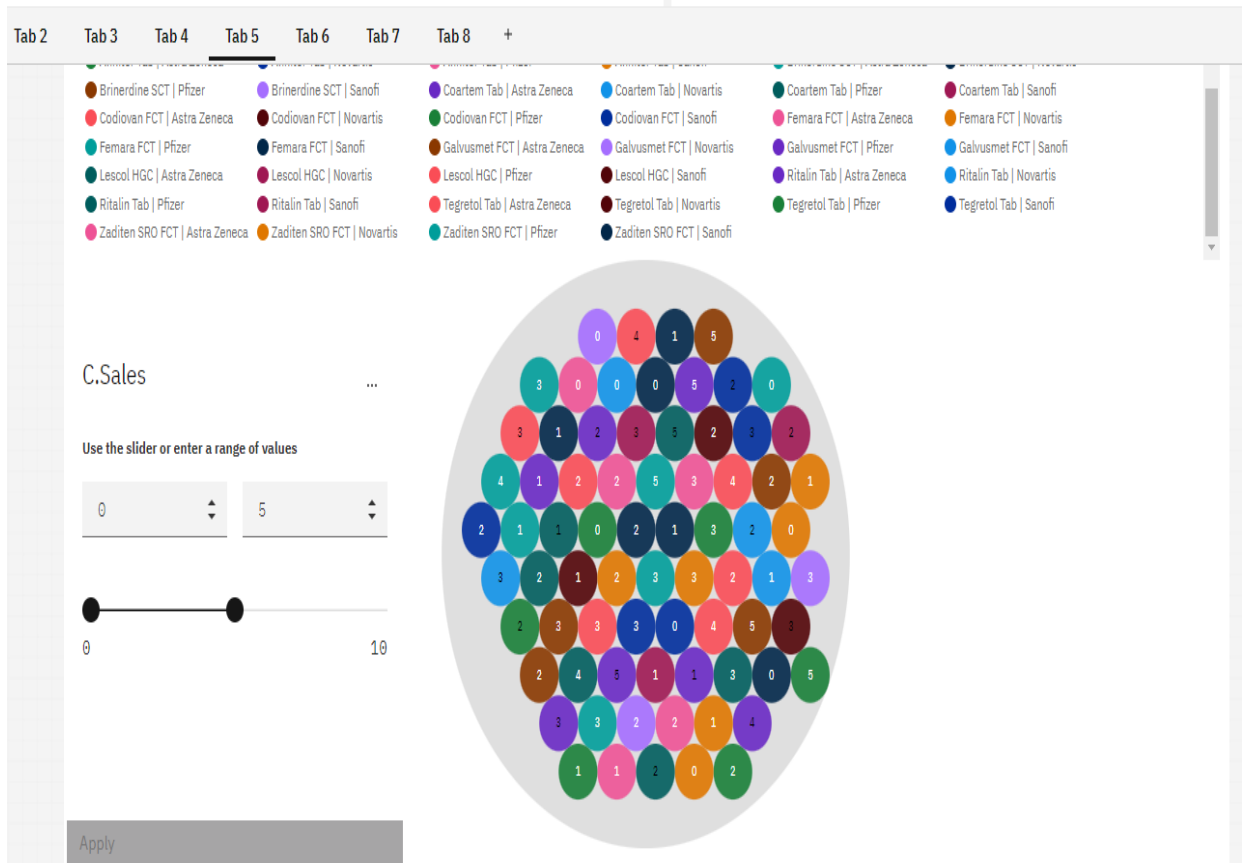 Tab 2 Tab 3 Tab 4 Tab 5 Tab 6 Tab 7 Tab 8 +
Brinerdine SCT | Pfizer Brinerdine SCT | Sanofi Coartem Tab | Astra Zeneca Coartem Tab | Novartis Coartem Tab | Pfizer Coartem Tab | Sanofi
Codiovan FCT | Astra Zeneca Codiovan FCT | Novartis Codiovan FCT | Pfizer Codiovan FCT | Sanofi Femara FCT | Astra Zeneca Femara FCT | Novartis
Femara FCT | Pfizer Femara FCT | Sanofi Galvusmet FCT | Astra Zeneca Galvusmet FCT | Novartis Galvusmet FCT | Pfizer Galvusmet FCT | Sanofi
Lescol HGC | Astra Zeneca Lescol HGC | Novartis Lescol HGC | Pfizer Lescol HGC | Sanofi Ritalin Tab | Astra Zeneca Ritalin Tab | Novartis
Ritalin Tab | Pfizer Ritalin Tab | Sanofi Tegretol Tab | Astra Zeneca Tegretol Tab | Novartis Tegretol Tab | Pfizer Tegretol Tab | Sanofi
Zaditen SRO FCT | Astra Zeneca Zaditen SRO FCT | Novartis Zaditen SRO FCT | Pfizer Zaditen SRO FCT | Sanofi
C.Sales ...
Use the slider or enter a range of values
0 5
0 10
Apply
0 4 1 5
3 0 0 0 5 2 0
3 1 2 3 5 2 3 2
4 1 2 2 5 3 4 2 1
2 1 1 0 2 1 3 2 0
3 2 1 2 3 3 2 1 3
2 3 3 3 0 4 5 3
2 4 5 1 1 3 0 5
3 3 2 2 1 4
1 1 2 0 2